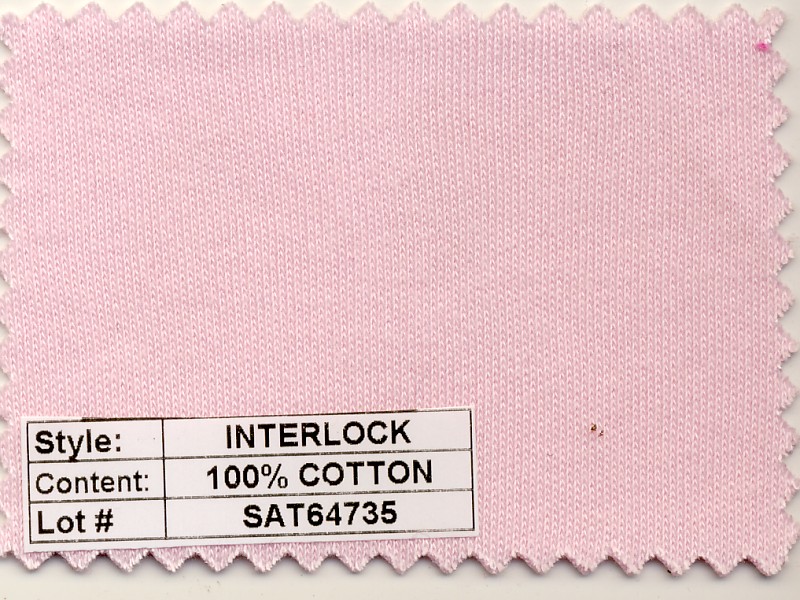 Style: INTERLOCK
Content: 100% COTTON
Lot # SAT64735